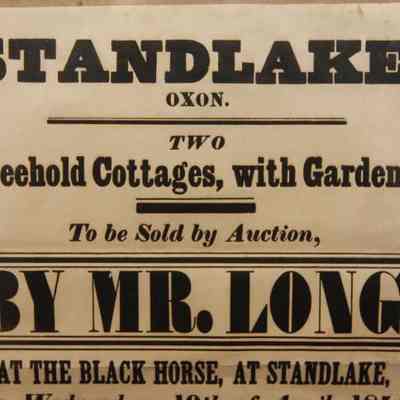 STANDLAKE
OXON.
TWO
eehold Cottages, with Garden
To be Sold by Auction,
BY MR. LONG
AT THE BLACK HORSE, AT STANDLAKE,